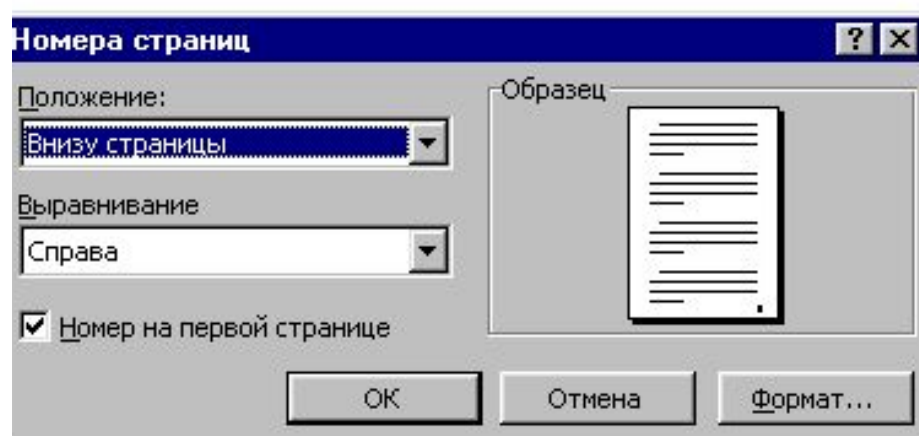 Номера страниц
Положение:
Внизу страницы
Выравнивание
Справа
Номер на первой странице
Образец
ОК
Отмена
Формат...